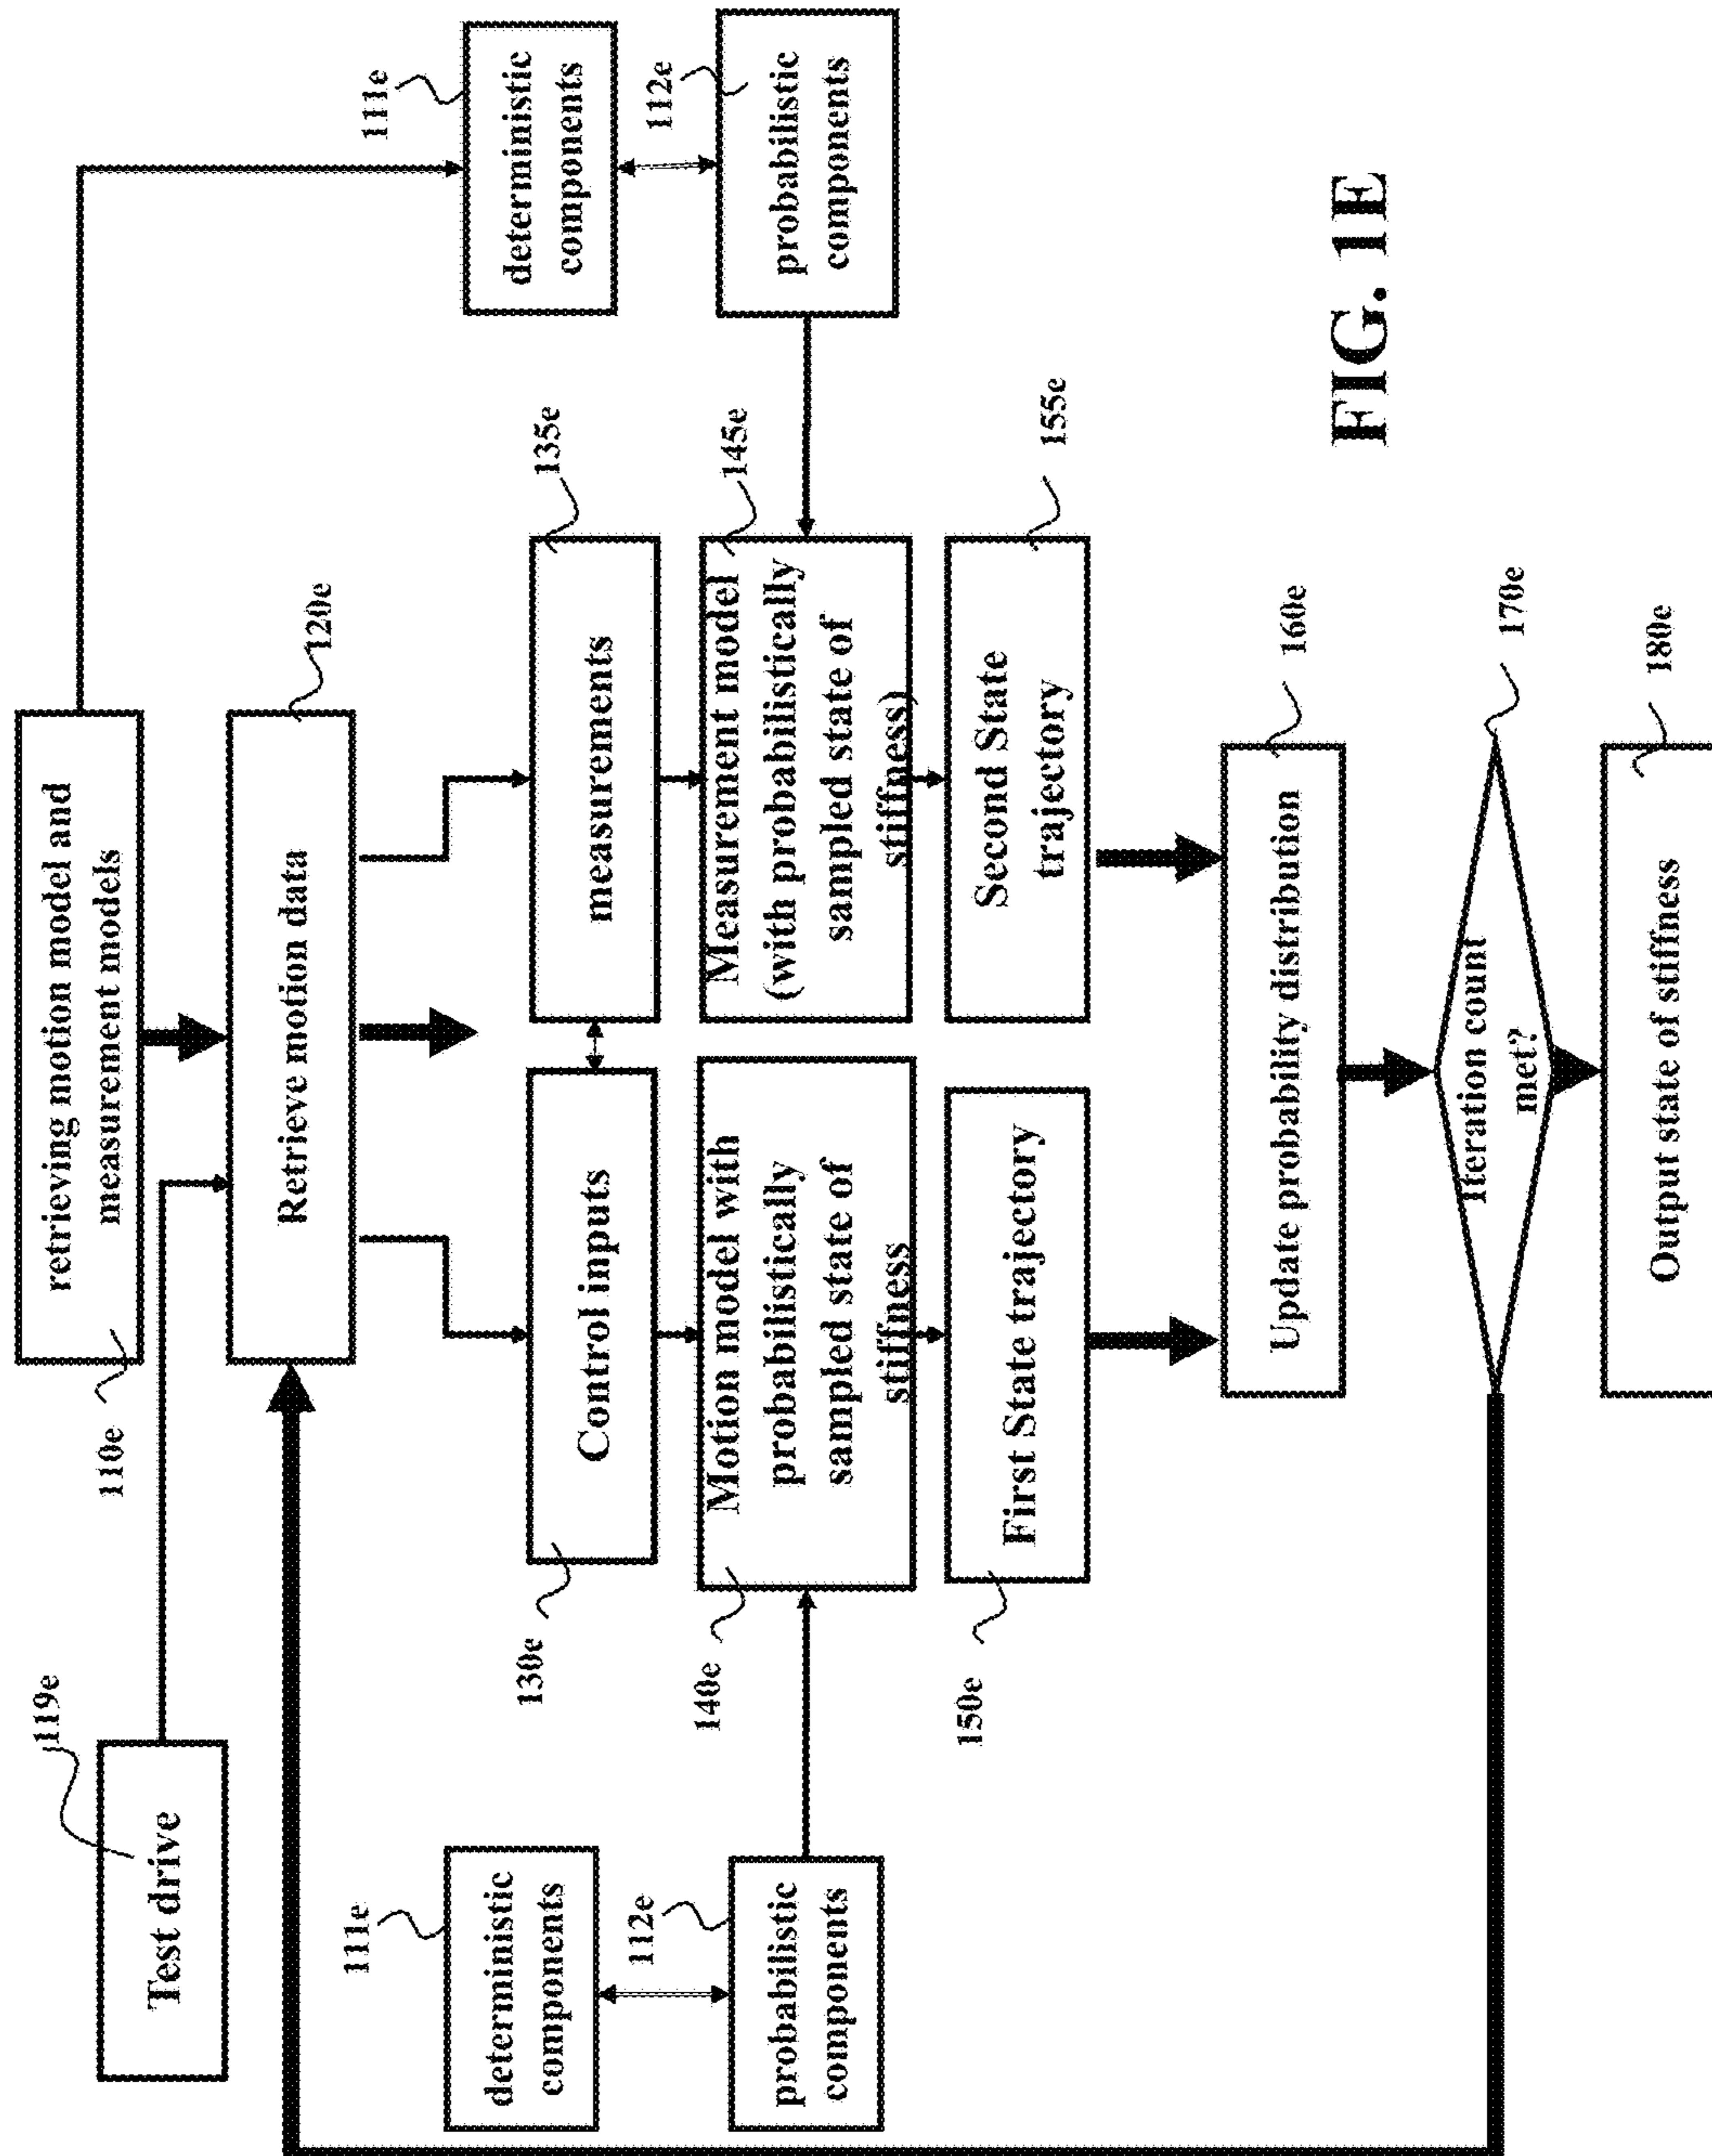 retrieving motion model and
measurement models
110e
Test drive
119e
Retrieve motion data
120e
deterministic
components
111e
probabilistic
components
112e
deterministic
components
111e
probabilistic
components
112e
Control inputs
130e
measurements
135e
Motion model with
probabilistically
sampled state of
stiffness
140e
Measurement model
(with probabilistically
sampled state of
stiffness)
145e
First State trajectory
150e
Second State
trajectory
155e
Update probability distribution
160e
Iteration count
met?
170e
Output state of stiffness
180e
FIG. 1E